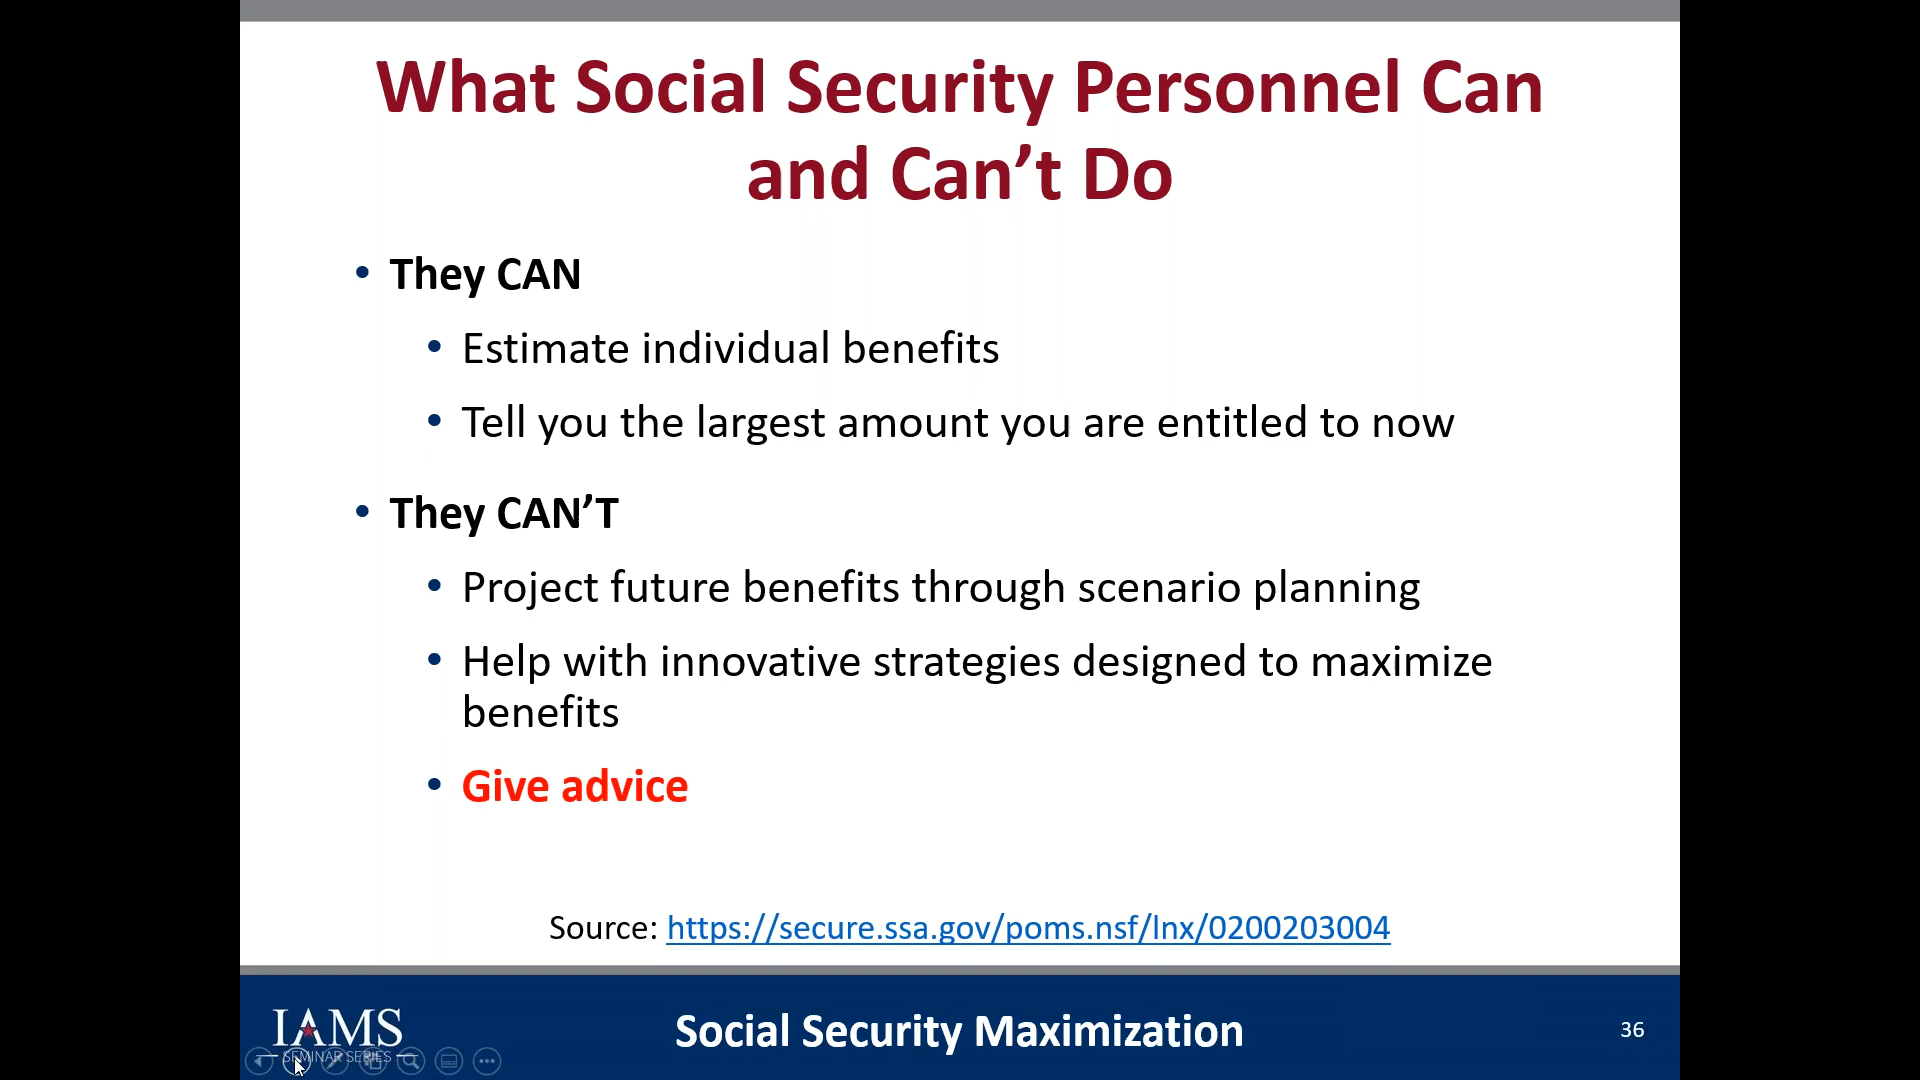 What Social Security Personnel Can
and Can’t Do
• They CAN
• Estimate individual benefits
• Tell you the largest amount you are entitled to now
• They CAN’T
• Project future benefits through scenario planning
• Help with innovative strategies designed to maximize
benefits
• Give advice
Source: https://secure.ssa.gov/poms.nsf/lnx/0200203004
IAMS
SEMINAR SERIES
Social Security Maximization
36